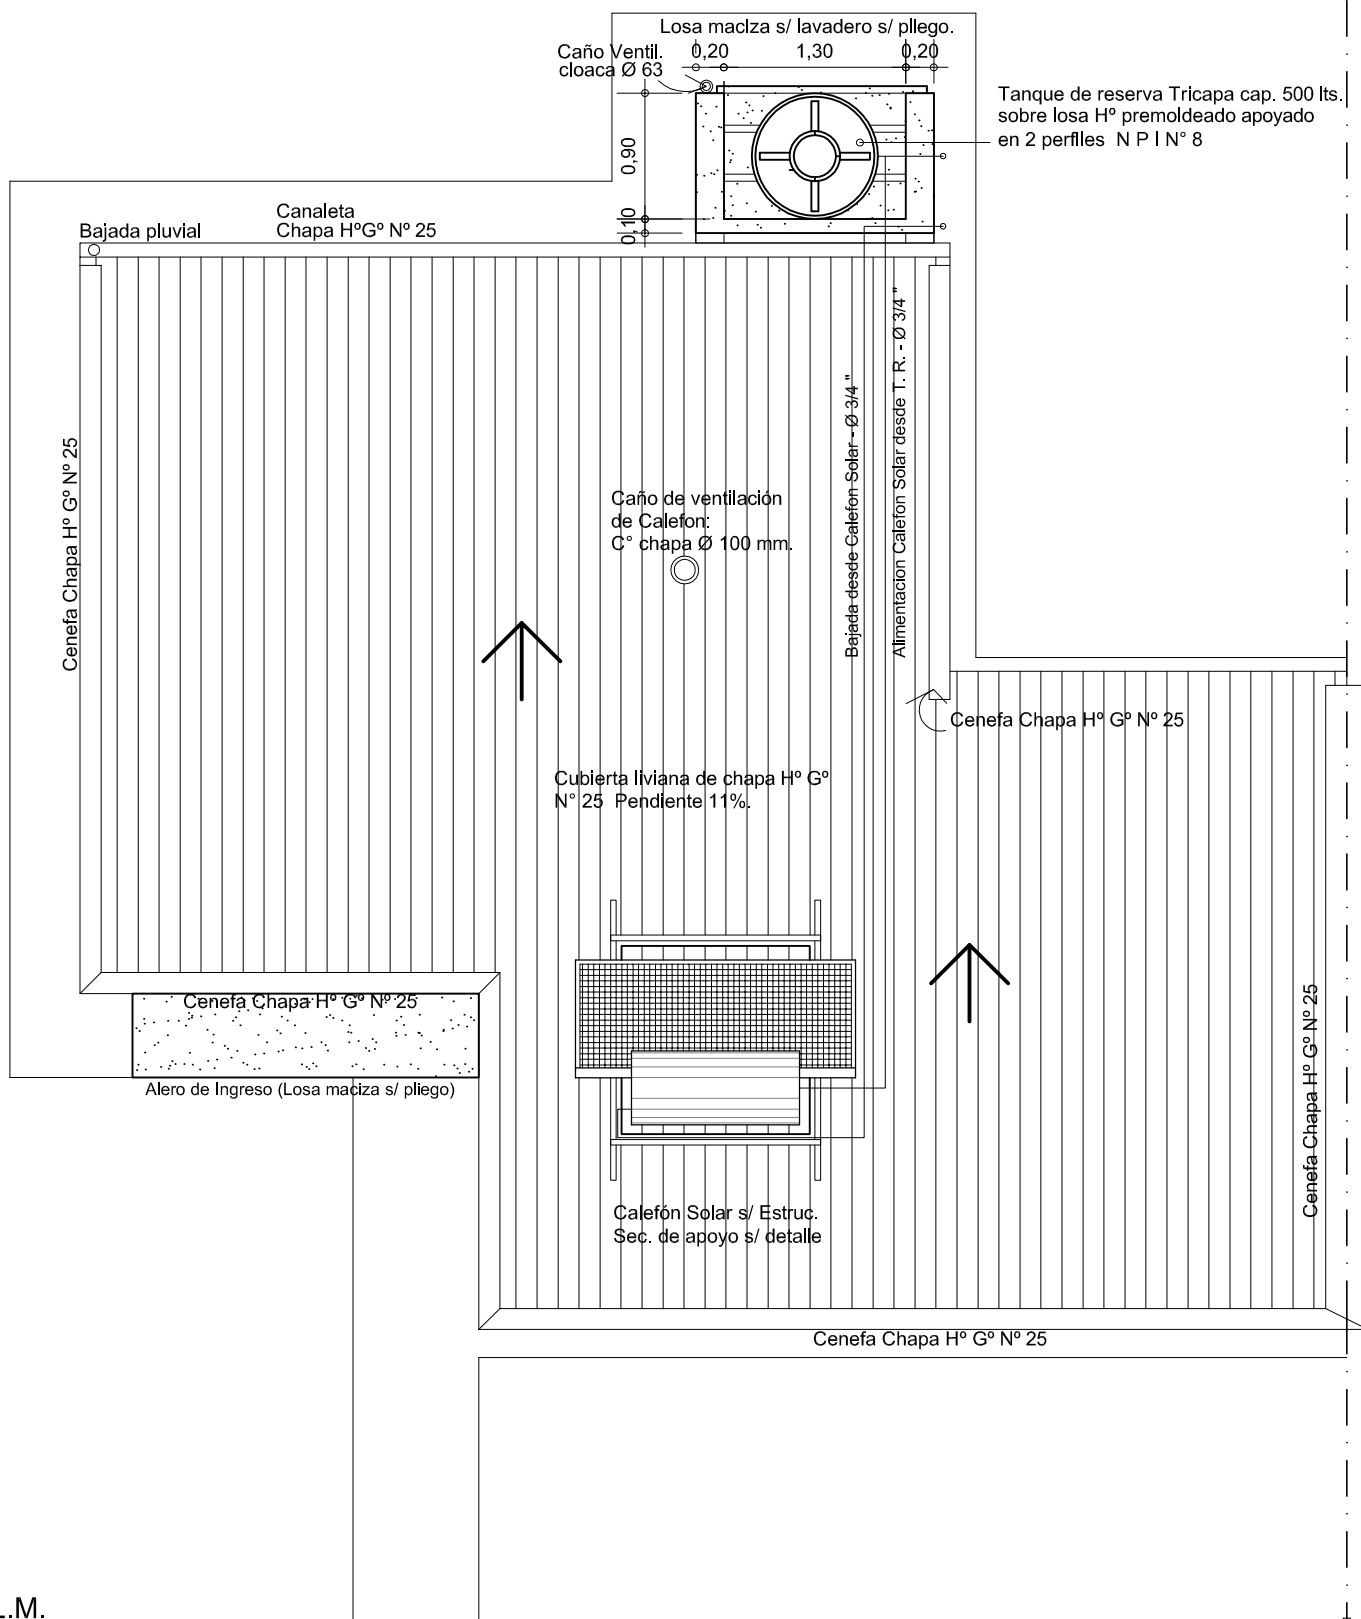 Losa maciza s/ lavadero s/ pliego.
Caño Ventil.
cloaca Ø 63
0,20
1,30
0,20
Tanque de reserva Tricapa cap. 500 lts.
sobre losa Hº premoldeado apoyado
en 2 perfiles N P I N° 8
0,90
0,10
Bajada pluvial
Canaleta
Chapa HºGº Nº 25
Cenefa Chapa Hº Gº Nº 25
Bajada desde Calefon Solar - Ø 3/4 "
Alimentacion Calefon Solar desde T. R. - Ø 3/4 "
Caño de ventilación
de Calefon:
C° chapa Ø 100 mm.
Cenefa Chapa Hº Gº Nº 25
Cubierta liviana de chapa Hº Gº
N° 25 Pendiente 11%.
Cenefa Chapa Hº Gº Nº 25
Alero de Ingreso (Losa maciza s/ pliego)
Cenefa Chapa Hº Gº Nº 25
Calefón Solar s/ Estruc.
Sec. de apoyo s/ detalle
Cenefa Chapa Hº Gº Nº 25
L.M.